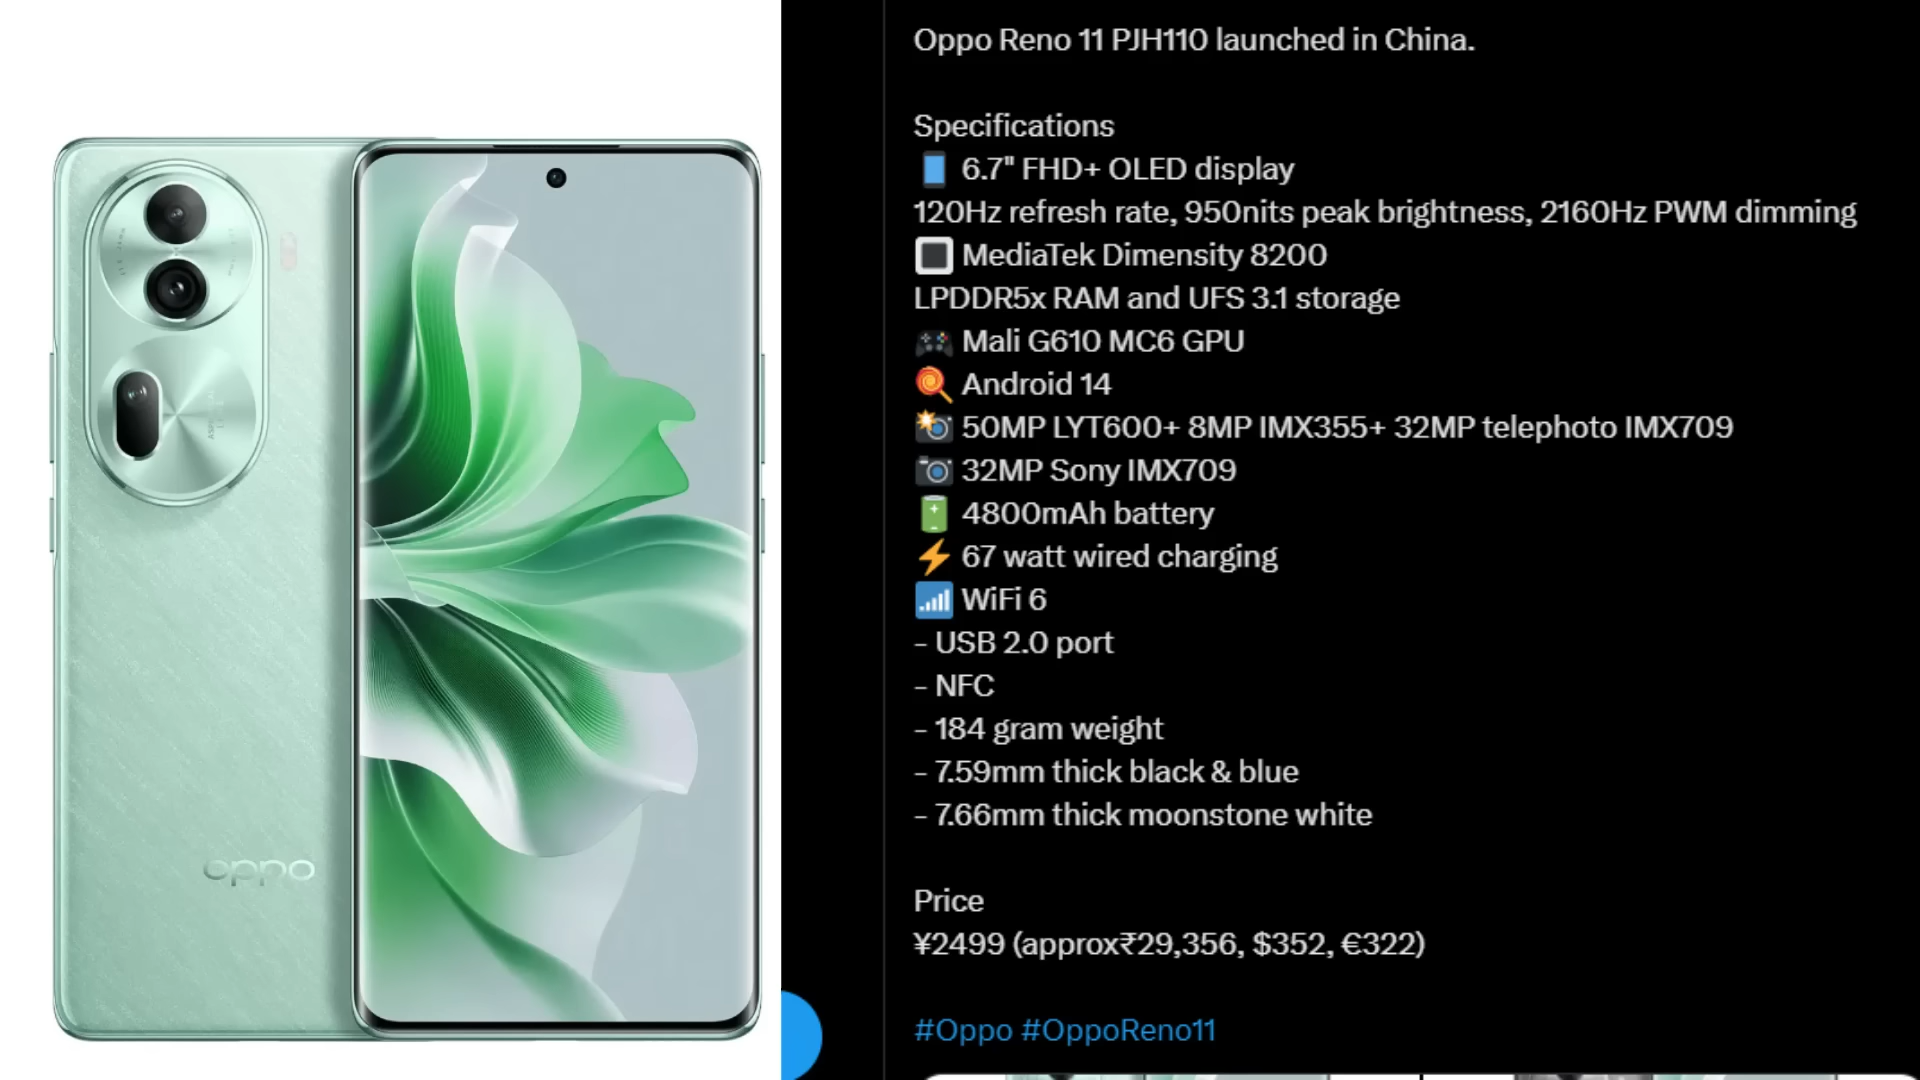 oppo
Oppo Reno 11 PJH110 launched in China.
Specifications
6.7" FHD+ OLED display
120Hz refresh rate, 950nits peak brightness, 2160Hz PWM dimming
MediaTek Dimensity 8200
LPDDR5x RAM and UFS 3.1 storage
Mali G610 MC6 GPU
Android 14
50MP LYT600+ 8MP IMX355+ 32MP telephoto IMX709
32MP Sony IMX709
4800mAh battery
67 watt wired charging
WiFi 6
- USB 2.0 port
- NFC
- 184 gram weight
- 7.59mm thick black & blue
- 7.66mm thick moonstone white
Price
¥2499 (approx₹29,356, $352, €322)
#Oppo #OppoReno11